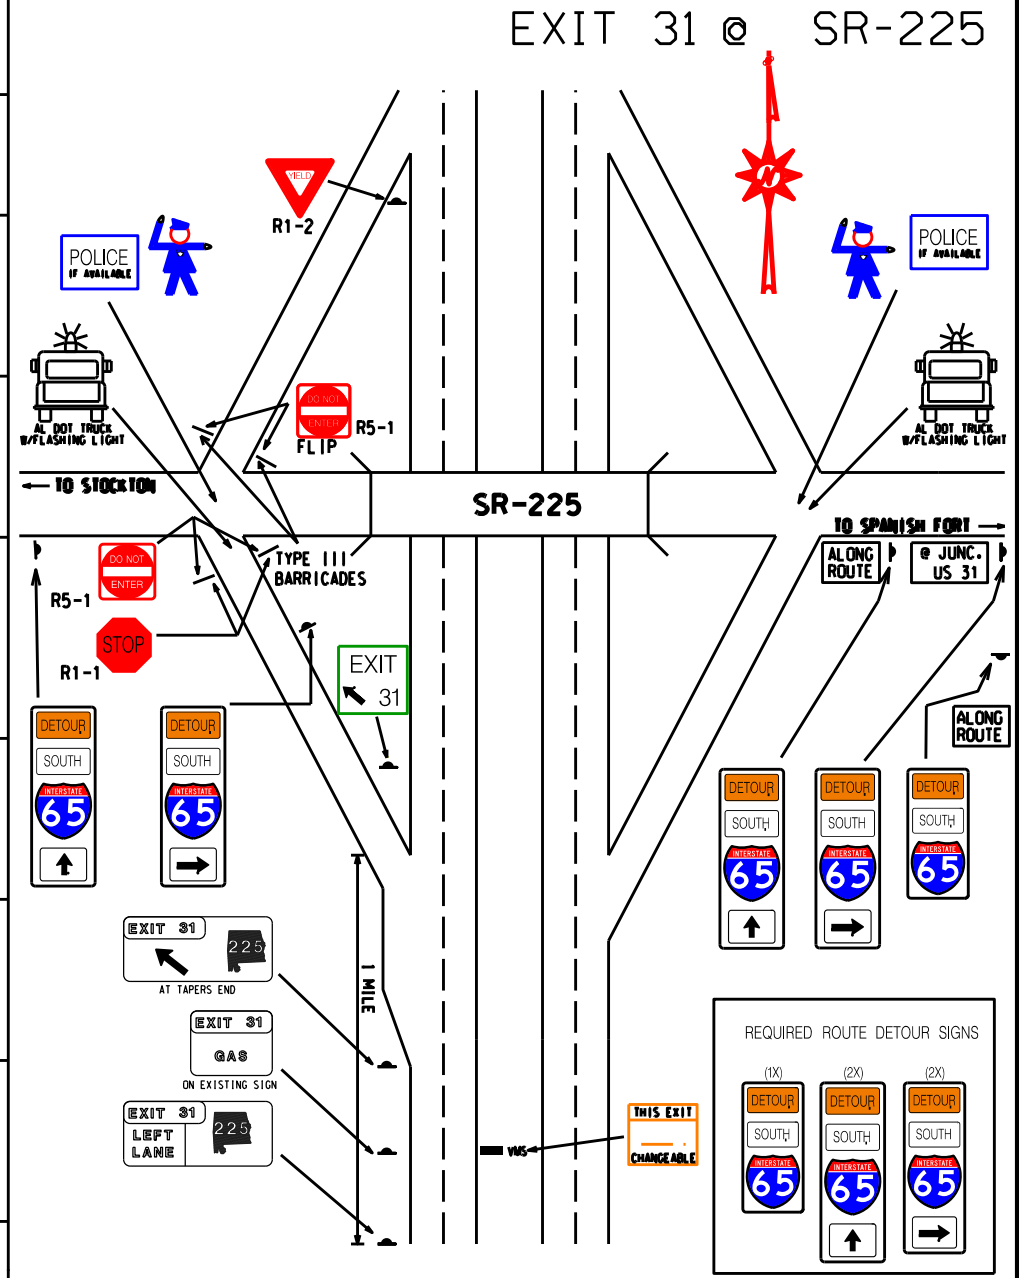 EXIT 31 @ SR-225
YIELD
R1-2
POLICE
IF AVAILABLE
POLICE
IF AVAILABLE
AL DOT TRUCK
W/FLASHING LIGHT
AL DOT TRUCK
W/FLASHING LIGHT
DO NOT
ENTER
R5-1
FLIP
TO STOCKTON
SR-225
TO SPANISH FORT
DO NOT
ENTER
R5-1
TYPE III
BARRICADES
ALONG
ROUTE
@ JUNC.
US 31
STOP
R1-1
EXIT
31
ALONG
ROUTE
DETOUR
SOUTH
INTERSTATE
65
DETOUR
SOUTH
INTERSTATE
65
DETOUR
SOUTH
INTERSTATE
65
DETOUR
SOUTH
INTERSTATE
65
DETOUR
SOUTH
INTERSTATE
65
EXIT 31
225
AT TAPERS END
1 MILE
EXIT 31
GAS
ON EXISTING SIGN
EXIT 31
LEFT
LANE
225
VMS
THIS EXIT
CHANGEABLE
REQUIRED ROUTE DETOUR SIGNS
(1X)
DETOUR
SOUTH
INTERSTATE
65
(2X)
DETOUR
SOUTH
INTERSTATE
65
(2X)
DETOUR
SOUTH
INTERSTATE
65
N